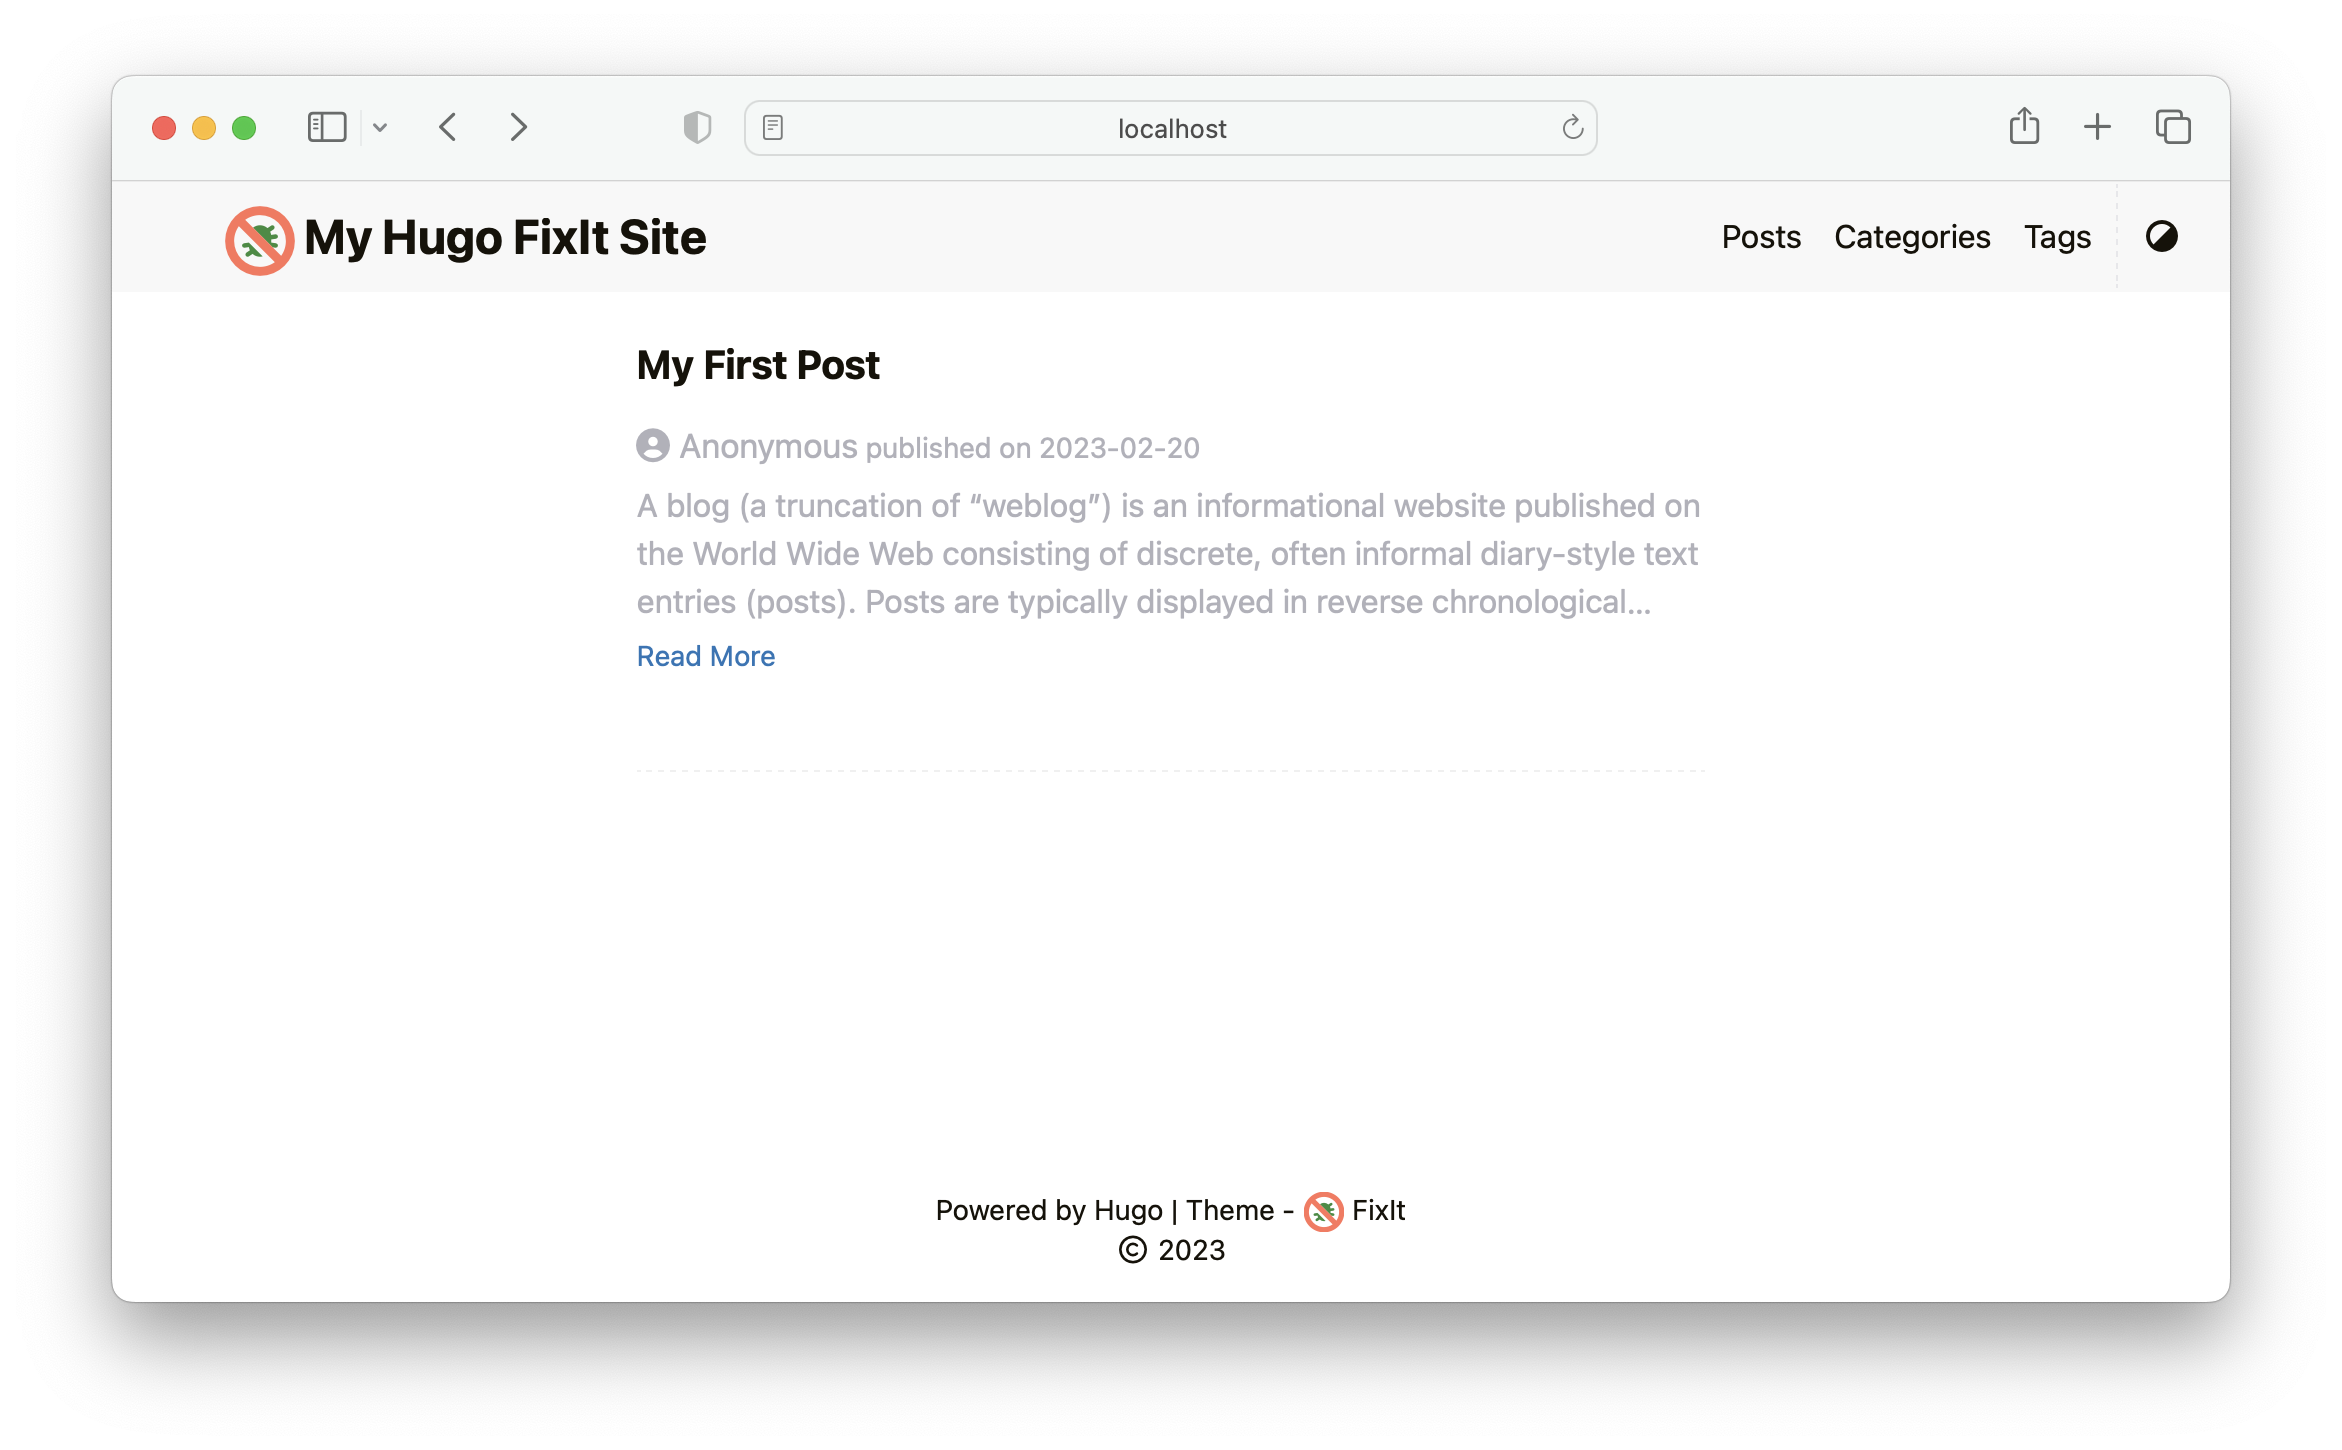 localhost
My Hugo FixIt Site
Posts Categories Tags
My First Post
Anonymous published on 2023-02-20
A blog (a truncation of “weblog”) is an informational website published on
the World Wide Web consisting of discrete, often informal diary-style text
entries (posts). Posts are typically displayed in reverse chronological...
Read More
Powered by Hugo | Theme - FixIt
© 2023